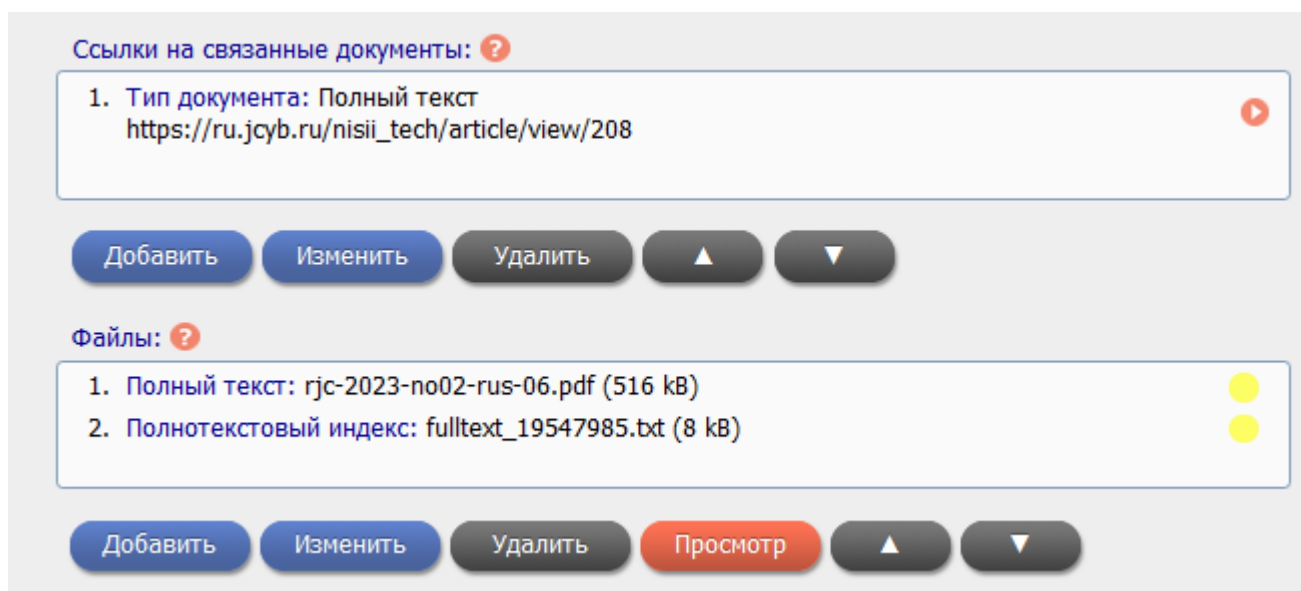 Ссылки на связанные документы: ?
1. Тип документа: Полный текст
https://ru.jcyb.ru/nisii_tech/article/view/208
Добавить Изменить Удалить ▲ ▼
Файлы: ?
1. Полный текст: rjc-2023-no02-rus-06.pdf (516 kB)
2. Полнотекстовый индекс: fulltext_19547985.txt (8 kB)
Добавить Изменить Удалить Просмотр ▲ ▼